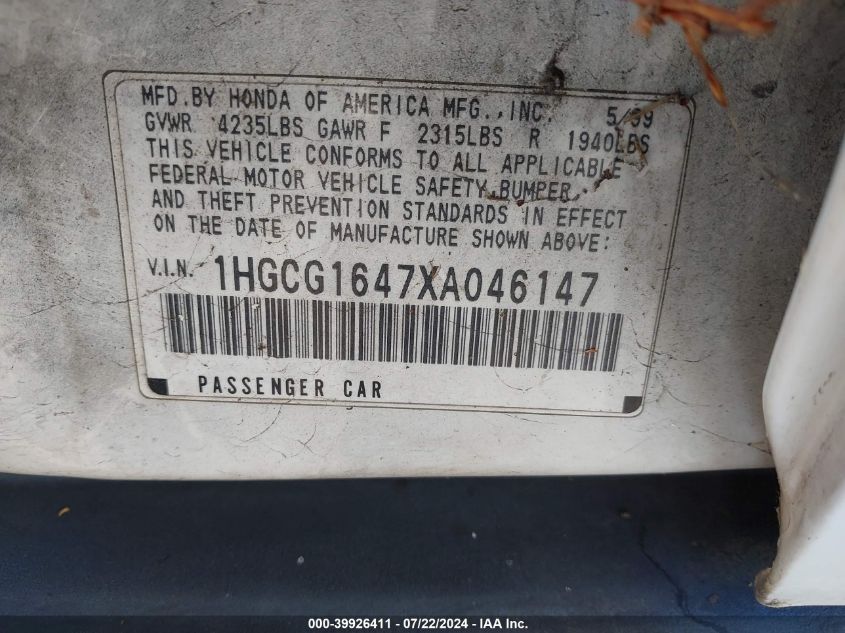 MFD.BY HONDA OF AMERICA MFG.,INC. 5/99
GVWR 4235LBS GAWR F 2315LBS R 1940LBS
THIS VEHICLE CONFORMS TO ALL APPLICABLE
FEDERAL MOTOR VEHICLE SAFETY,BUMPER,
AND THEFT PREVENTION STANDARDS IN EFFECT
ON THE DATE OF MANUFACTURE SHOWN ABOVE:
V.I.N. 1HGCG1647XA046147
PASSENGER CAR
000-39926411 - 07/22/2024 - IAA Inc.